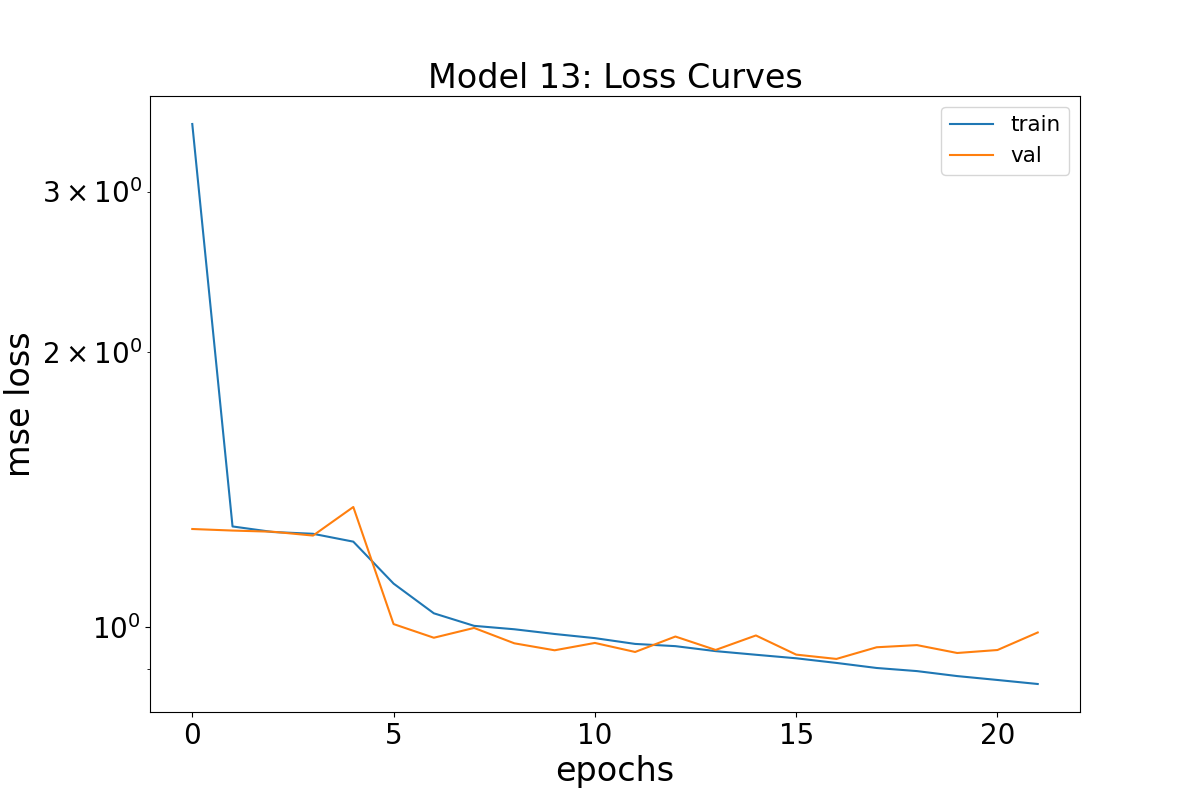 Model 13: Loss Curves
train
val
3 × 10⁰
2 × 10⁰
10⁰
mse loss
0 5 10 15 20
epochs